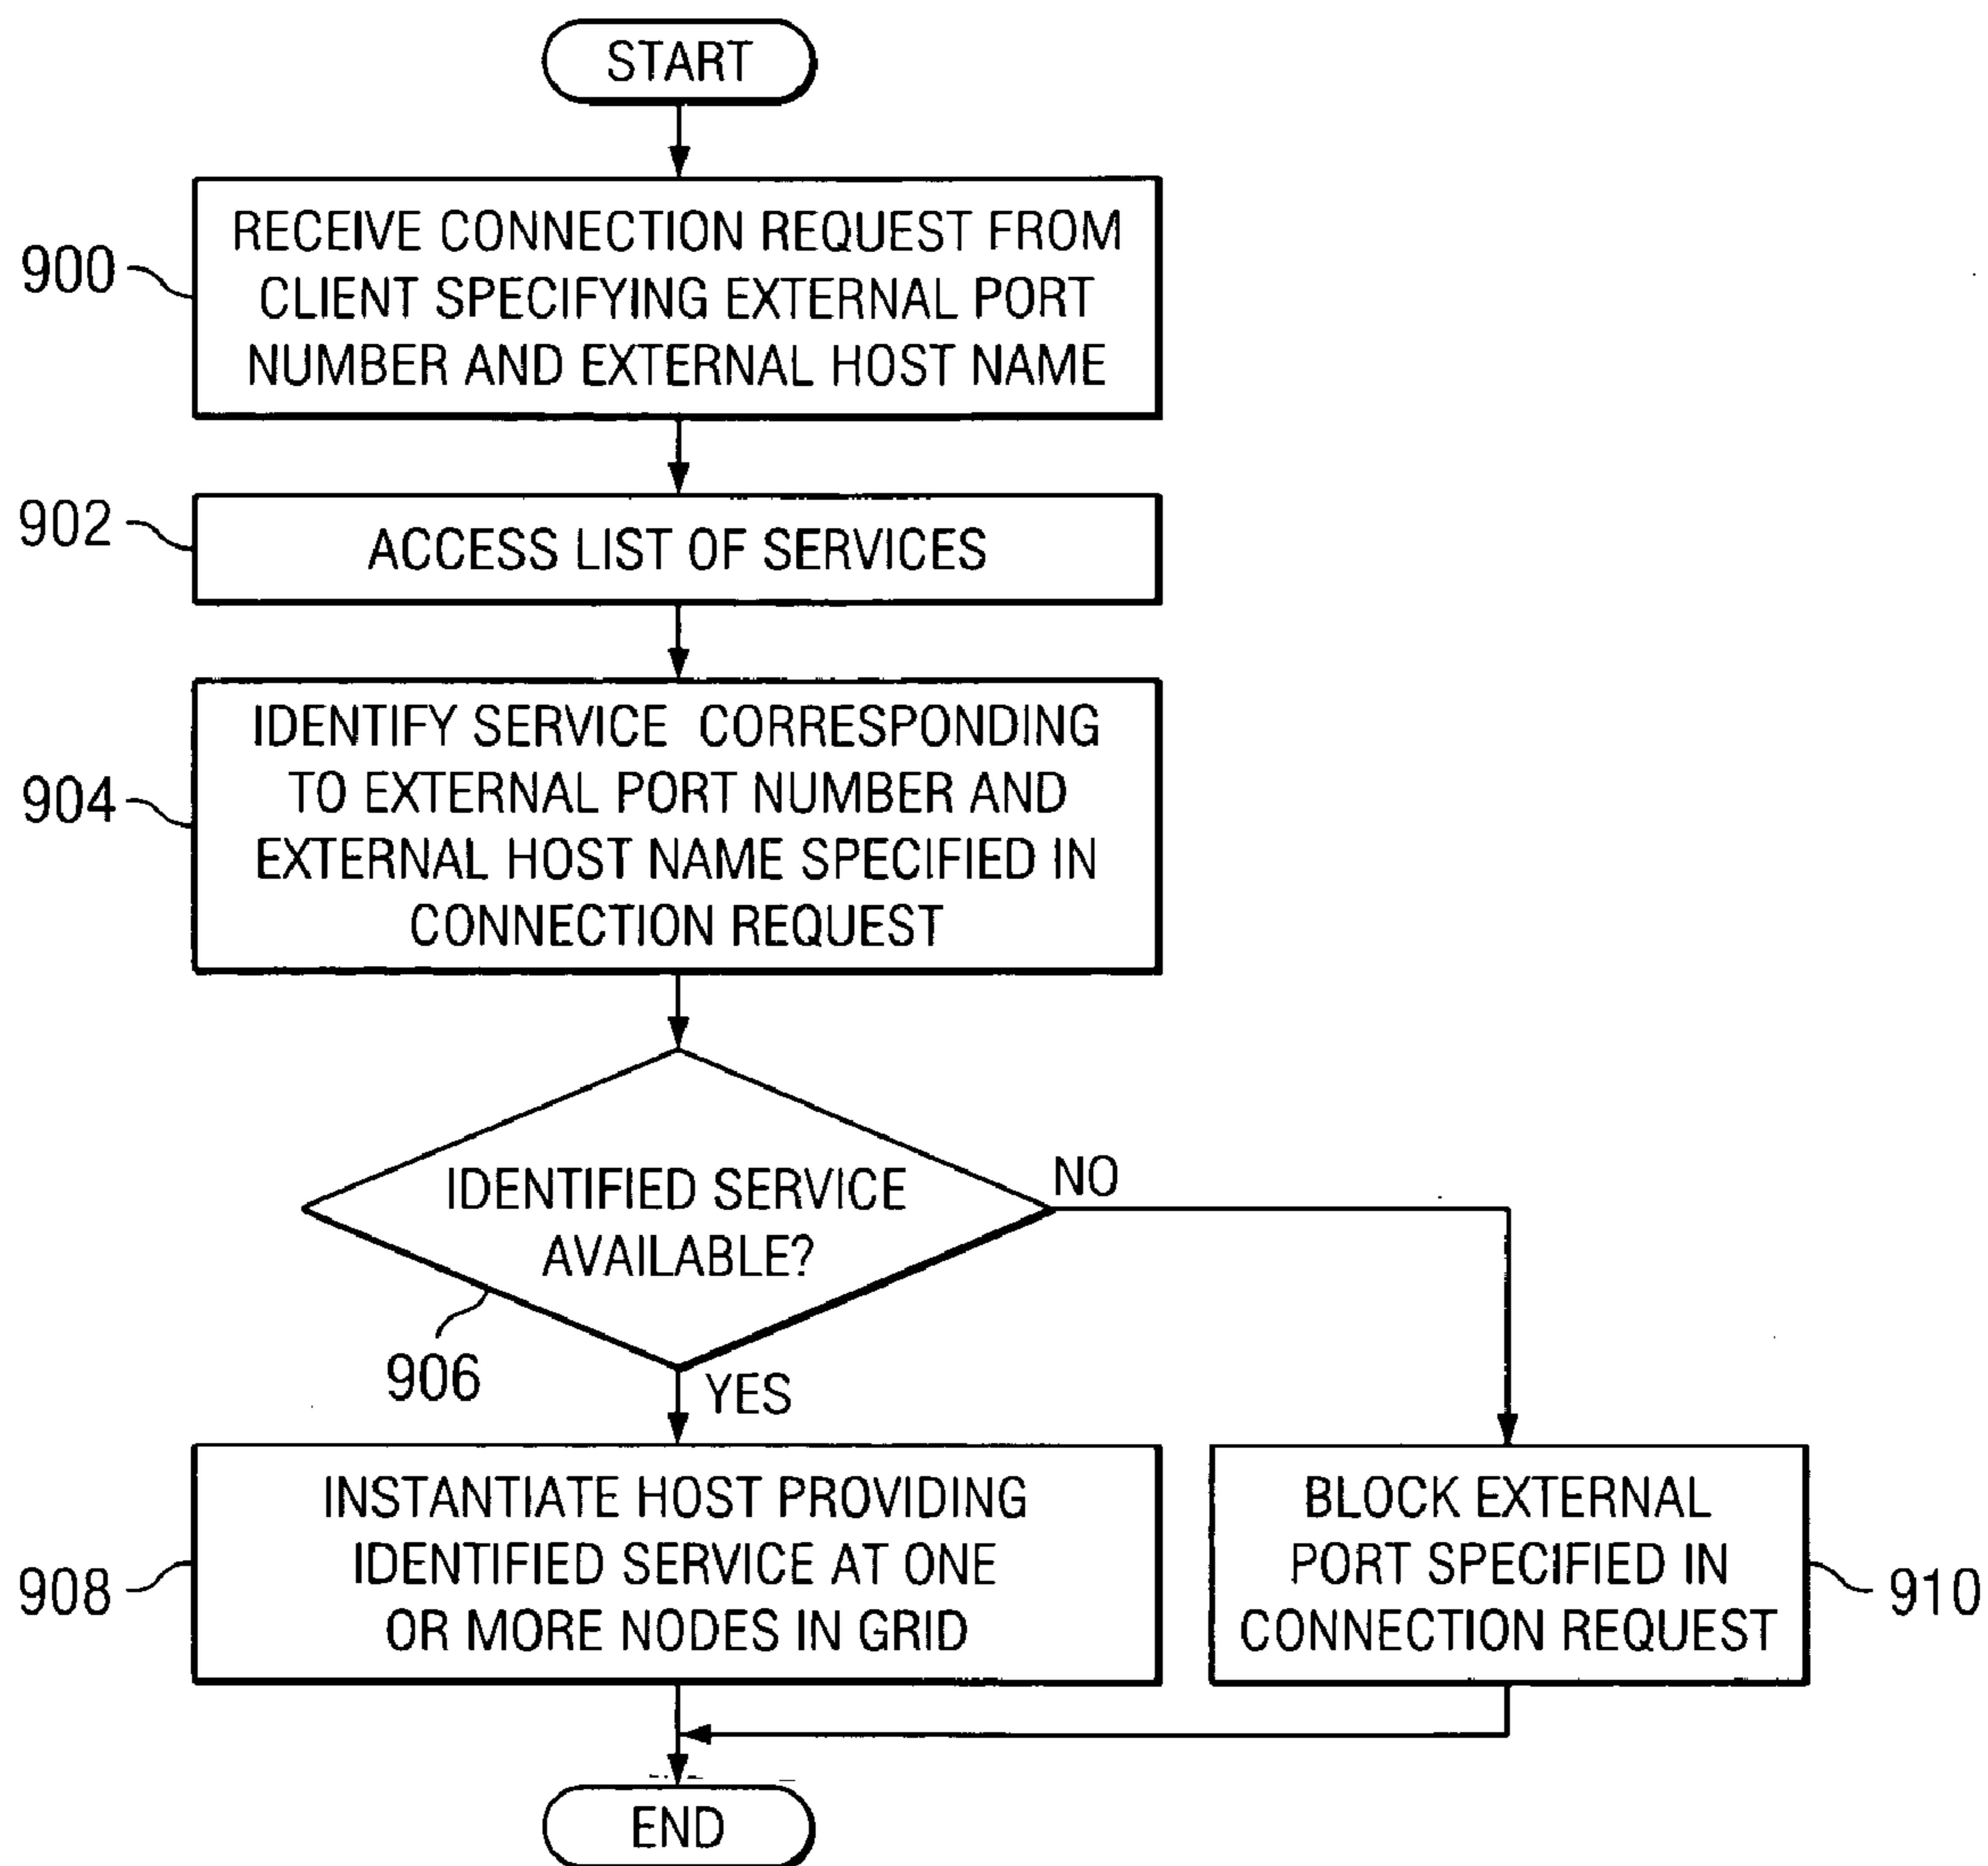 START
900
RECEIVE CONNECTION REQUEST FROM
CLIENT SPECIFYING EXTERNAL PORT
NUMBER AND EXTERNAL HOST NAME
902
ACCESS LIST OF SERVICES
904
IDENTIFY SERVICE CORRESPONDING
TO EXTERNAL PORT NUMBER AND
EXTERNAL HOST NAME SPECIFIED IN
CONNECTION REQUEST
IDENTIFIED SERVICE
AVAILABLE?
NO
906
YES
908
INSTANTIATE HOST PROVIDING
IDENTIFIED SERVICE AT ONE
OR MORE NODES IN GRID
BLOCK EXTERNAL
PORT SPECIFIED IN
CONNECTION REQUEST
910
END